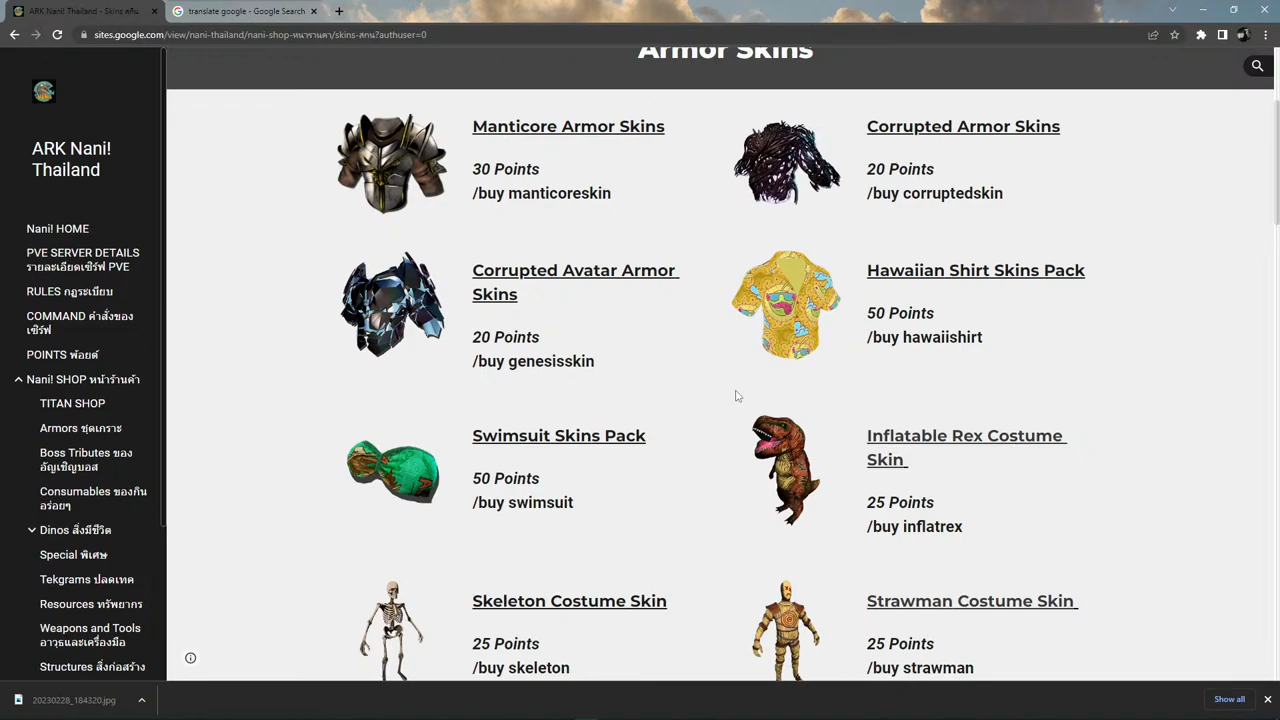 ARK Nani! Thailand - Skins สกิน
translate google - Google Search
sites.google.com/view/nani-thailand/nani-shop-หนารานคา/skins-สกน?authuser=0
ARK Nani!
Thailand
Nani! HOME
PVE SERVER DETAILS
รายละเอียดเซิร์ฟ PVE
RULES กฎระเบียบ
COMMAND คำสั่งของ
เซิร์ฟ
POINTS พ้อยต์
Nani! SHOP หน้าร้านค้า
TITAN SHOP
Armors ชุดเกราะ
Boss Tributes ของ
อัญเชิญบอส
Consumables ของกิน
อร่อยๆ
Dinos สิ่งมีชีวิต
Special พิเศษ
Tekgrams ปลดเทค
Resources ทรัพยากร
Weapons and Tools
อาวุธและเครื่องมือ
Structures สิ่งก่อสร้าง
Armor Skins
Manticore Armor Skins
30 Points
/buy manticoreskin
Corrupted Armor Skins
20 Points
/buy corruptedskin
Corrupted Avatar Armor
Skins
20 Points
/buy genesisskin
Hawaiian Shirt Skins Pack
50 Points
/buy hawaiishirt
Swimsuit Skins Pack
50 Points
/buy swimsuit
Inflatable Rex Costume
Skin
25 Points
/buy inflatrex
Skeleton Costume Skin
25 Points
/buy skeleton
Strawman Costume Skin
25 Points
/buy strawman
20230228_184320.jpg
Show all